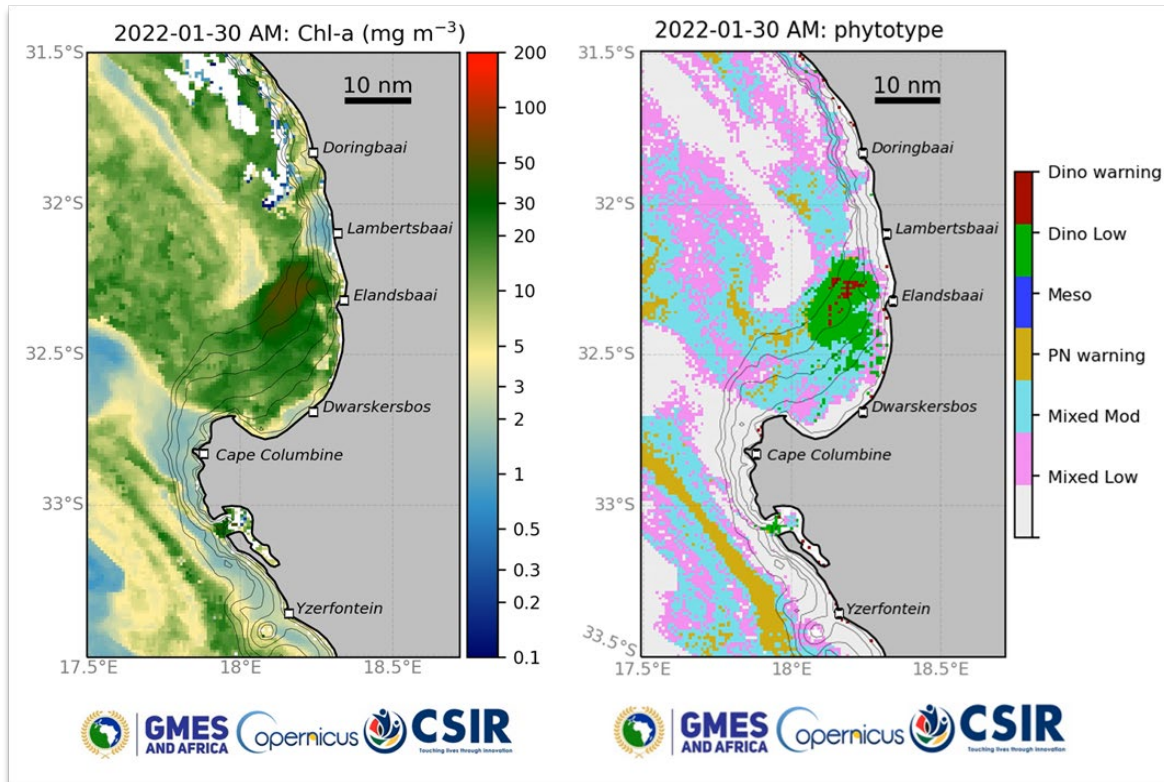 2022-01-30 AM: Chl-a (mg m⁻³)
31.5°S
32°S
32.5°S
33°S
17.5°E
18°E
18.5°E
10 nm
Doringbaai
Lambertsbaai
Elandsbaai
Dwarskersbos
Cape Columbine
Yzerfontein
200
100
50
30
20
10
5
3
2
1
0.5
0.3
0.2
0.1
2022-01-30 AM: phytotype
31.5°S
32°S
32.5°S
33°S
33.5°S
17.5°E
18°E
18.5°E
10 nm
Doringbaai
Lambertsbaai
Elandsbaai
Dwarskersbos
Cape Columbine
Yzerfontein
Dino warning
Dino Low
Meso
PN warning
Mixed Mod
Mixed Low
GMES
AND AFRICA
Copernicus
CSIR
Touching lives through innovation
GMES
AND AFRICA
Copernicus
CSIR
Touching lives through innovation